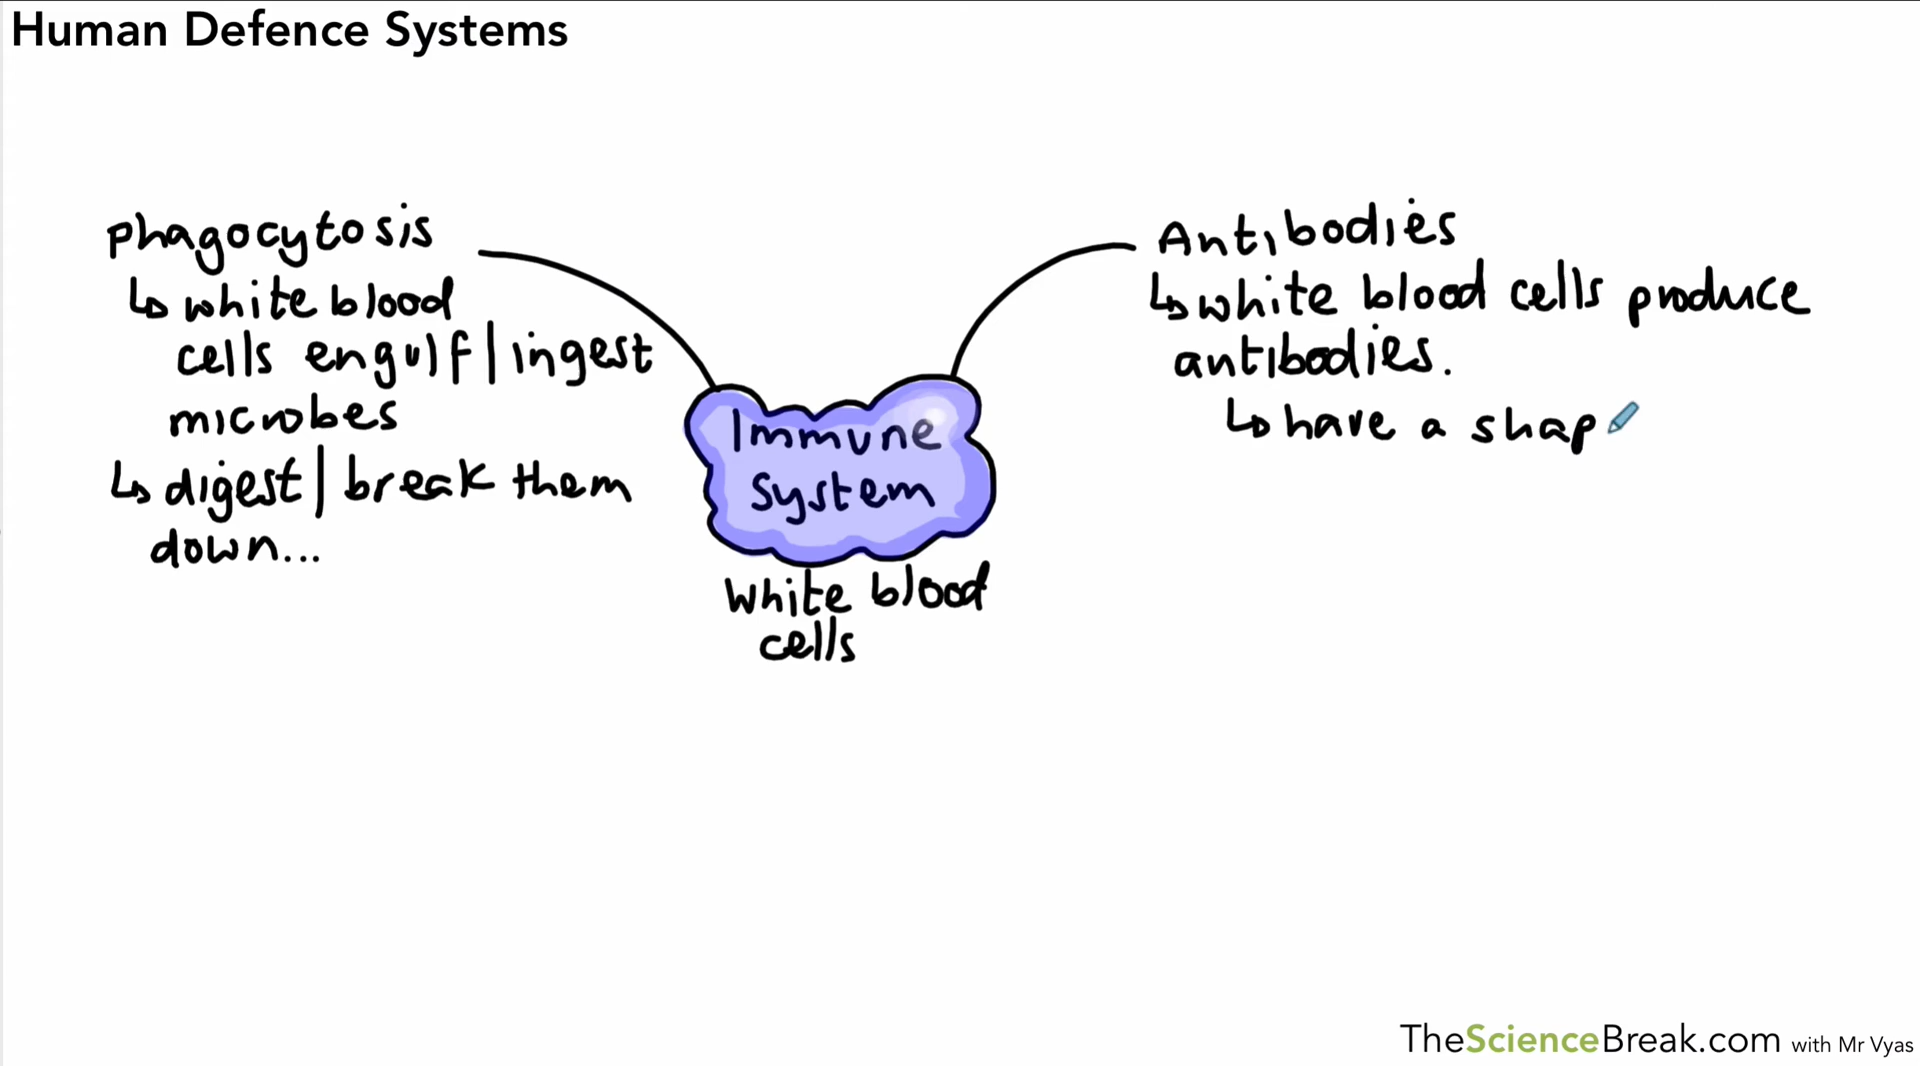 Human Defence Systems
phagocytosis
↳ white blood
cells engulf/ingest
microbes
↳ digest/break them
down...
Immune
System
White blood
cells
Antibodies
↳ white blood cells produce
antibodies.
↳ have a shap
TheScienceBreak.com with Mr Vyas